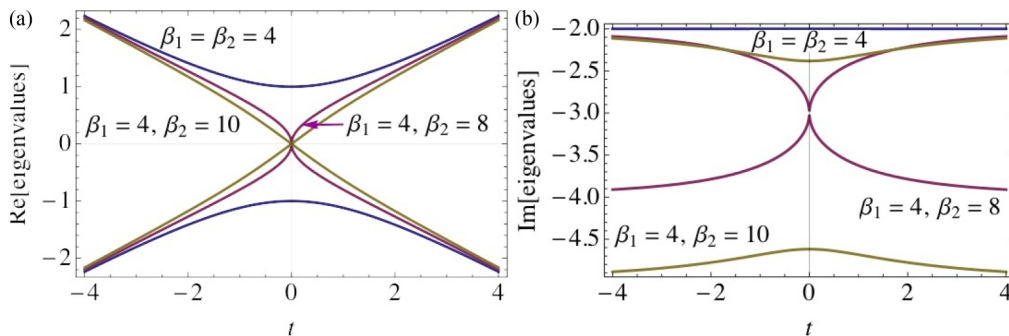 (a)
Re[eigenvalues]
2
1
0
−1
−2
β₁ = β₂ = 4
β₁ = 4, β₂ = 10
β₁ = 4, β₂ = 8
−4 −2 0 2 4
t
(b)
Im[eigenvalues]
−2.0
−2.5
−3.0
−3.5
−4.0
−4.5
β₁ = β₂ = 4
β₁ = 4, β₂ = 8
β₁ = 4, β₂ = 10
−4 −2 0 2 4
t